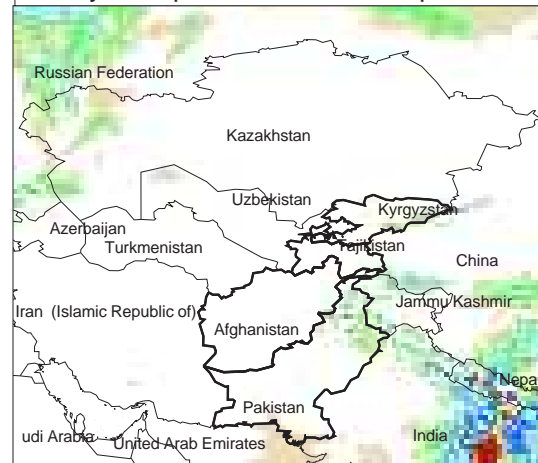 Russian Federation
Kazakhstan
Uzbekistan
Kyrgyzstan
Azerbaijan
Turkmenistan
Tajikistan
China
Jammu Kashmir
Iran (Islamic Republic of)
Afghanistan
Nepa
Pakistan
udi Arabia
United Arab Emirates
India